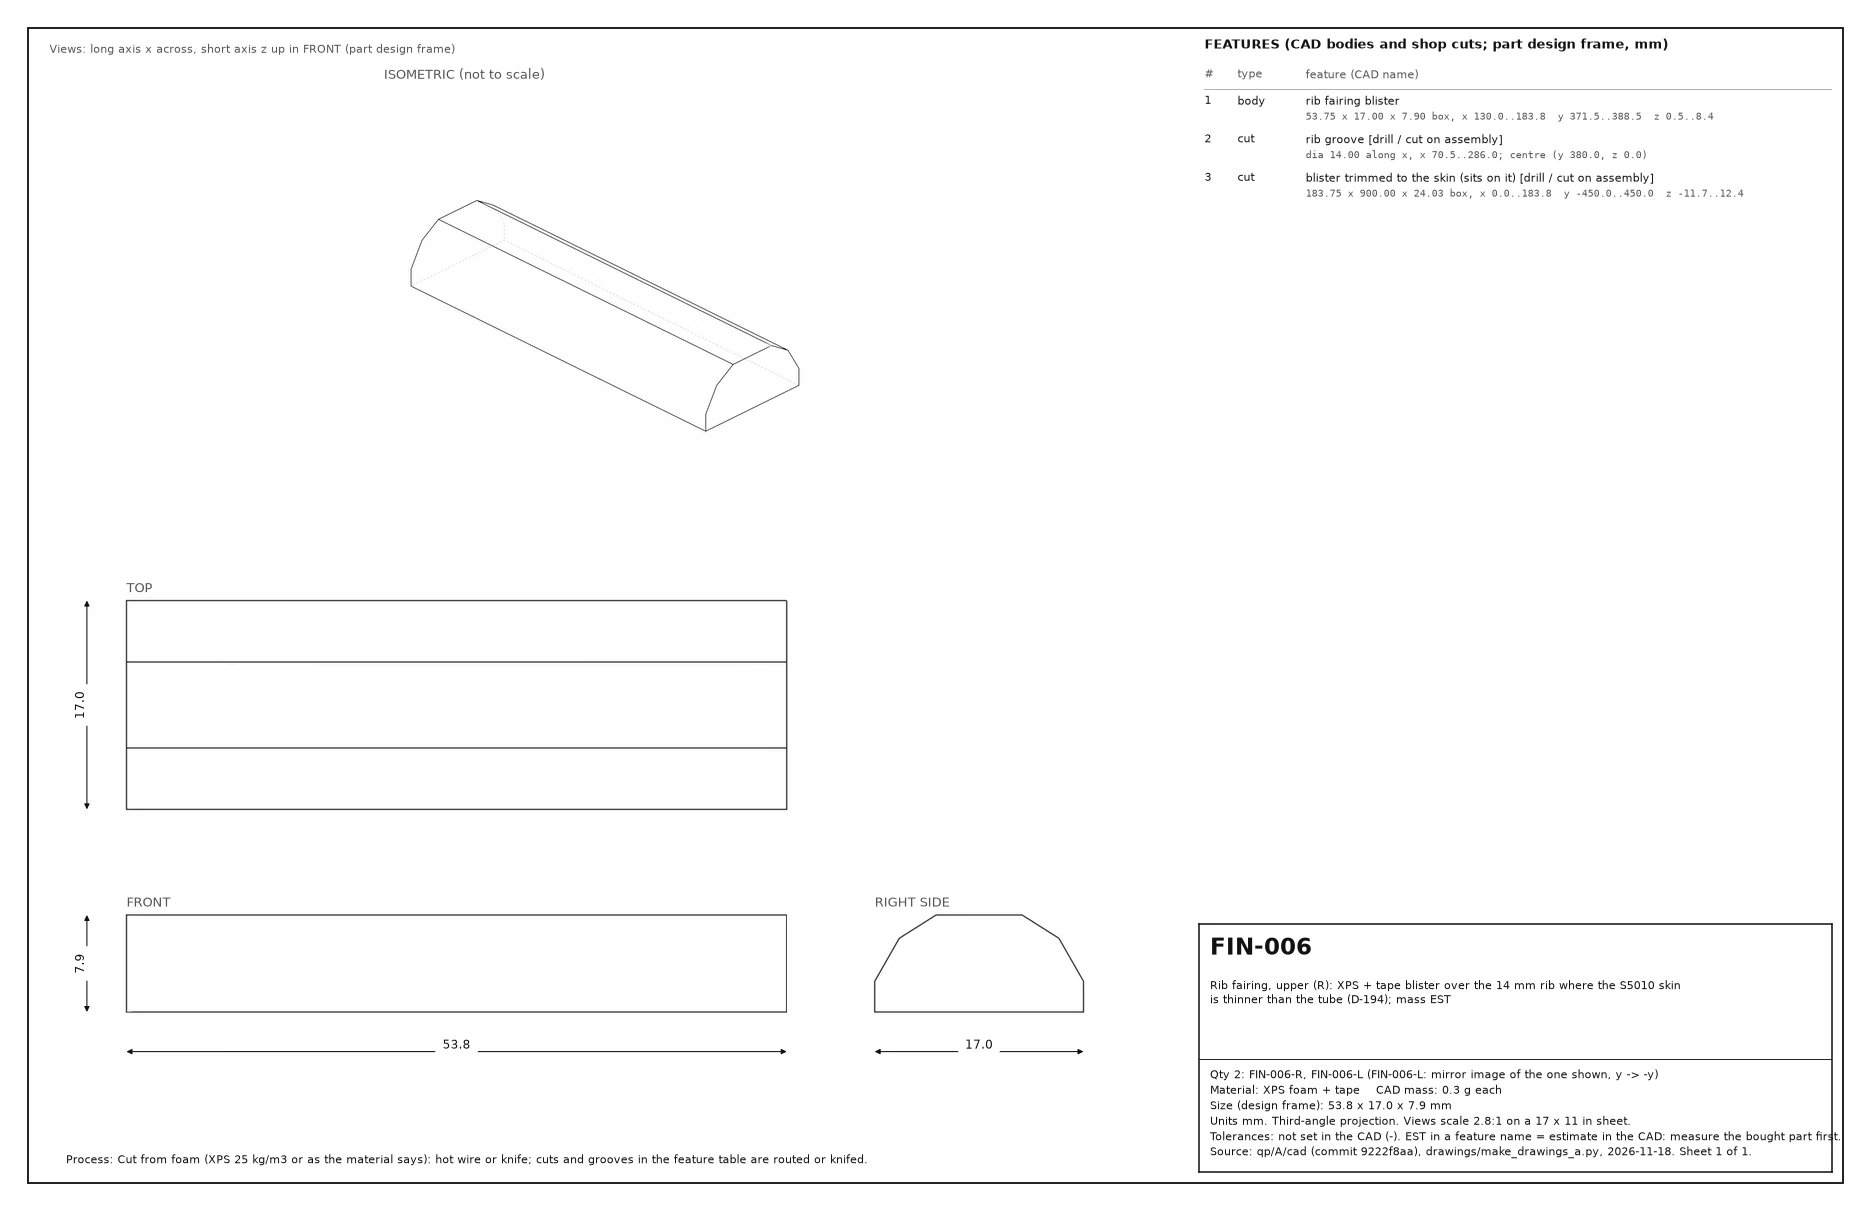 Views: long axis x across, short axis z up in FRONT (part design frame)
ISOMETRIC (not to scale)
FEATURES (CAD bodies and shop cuts; part design frame, mm)
# type feature (CAD name)
1 body rib fairing blister
53.75 x 17.00 x 7.90 box, x 130.0..183.8 y 371.5..388.5 z 0.5..8.4
2 cut rib groove [drill / cut on assembly]
dia 14.00 along x, x 70.5..286.0; centre (y 380.0, z 0.0)
3 cut blister trimmed to the skin (sits on it) [drill / cut on assembly]
183.75 x 900.00 x 24.03 box, x 0.0..183.8 y -450.0..450.0 z -11.7..12.4
TOP
17.0
FRONT
7.9
53.8
RIGHT SIDE
17.0
FIN-006
Rib fairing, upper (R): XPS + tape blister over the 14 mm rib where the S5010 skin
is thinner than the tube (D-194); mass EST
Qty 2: FIN-006-R, FIN-006-L (FIN-006-L: mirror image of the one shown, y -> -y)
Material: XPS foam + tape CAD mass: 0.3 g each
Size (design frame): 53.8 x 17.0 x 7.9 mm
Units mm. Third-angle projection. Views scale 2.8:1 on a 17 x 11 in sheet.
Tolerances: not set in the CAD (-). EST in a feature name = estimate in the CAD: measure the bought part first.
Source: qp/A/cad (commit 9222f8aa), drawings/make_drawings_a.py, 2026-11-18. Sheet 1 of 1.
Process: Cut from foam (XPS 25 kg/m3 or as the material says): hot wire or knife; cuts and grooves in the feature table are routed or knifed.